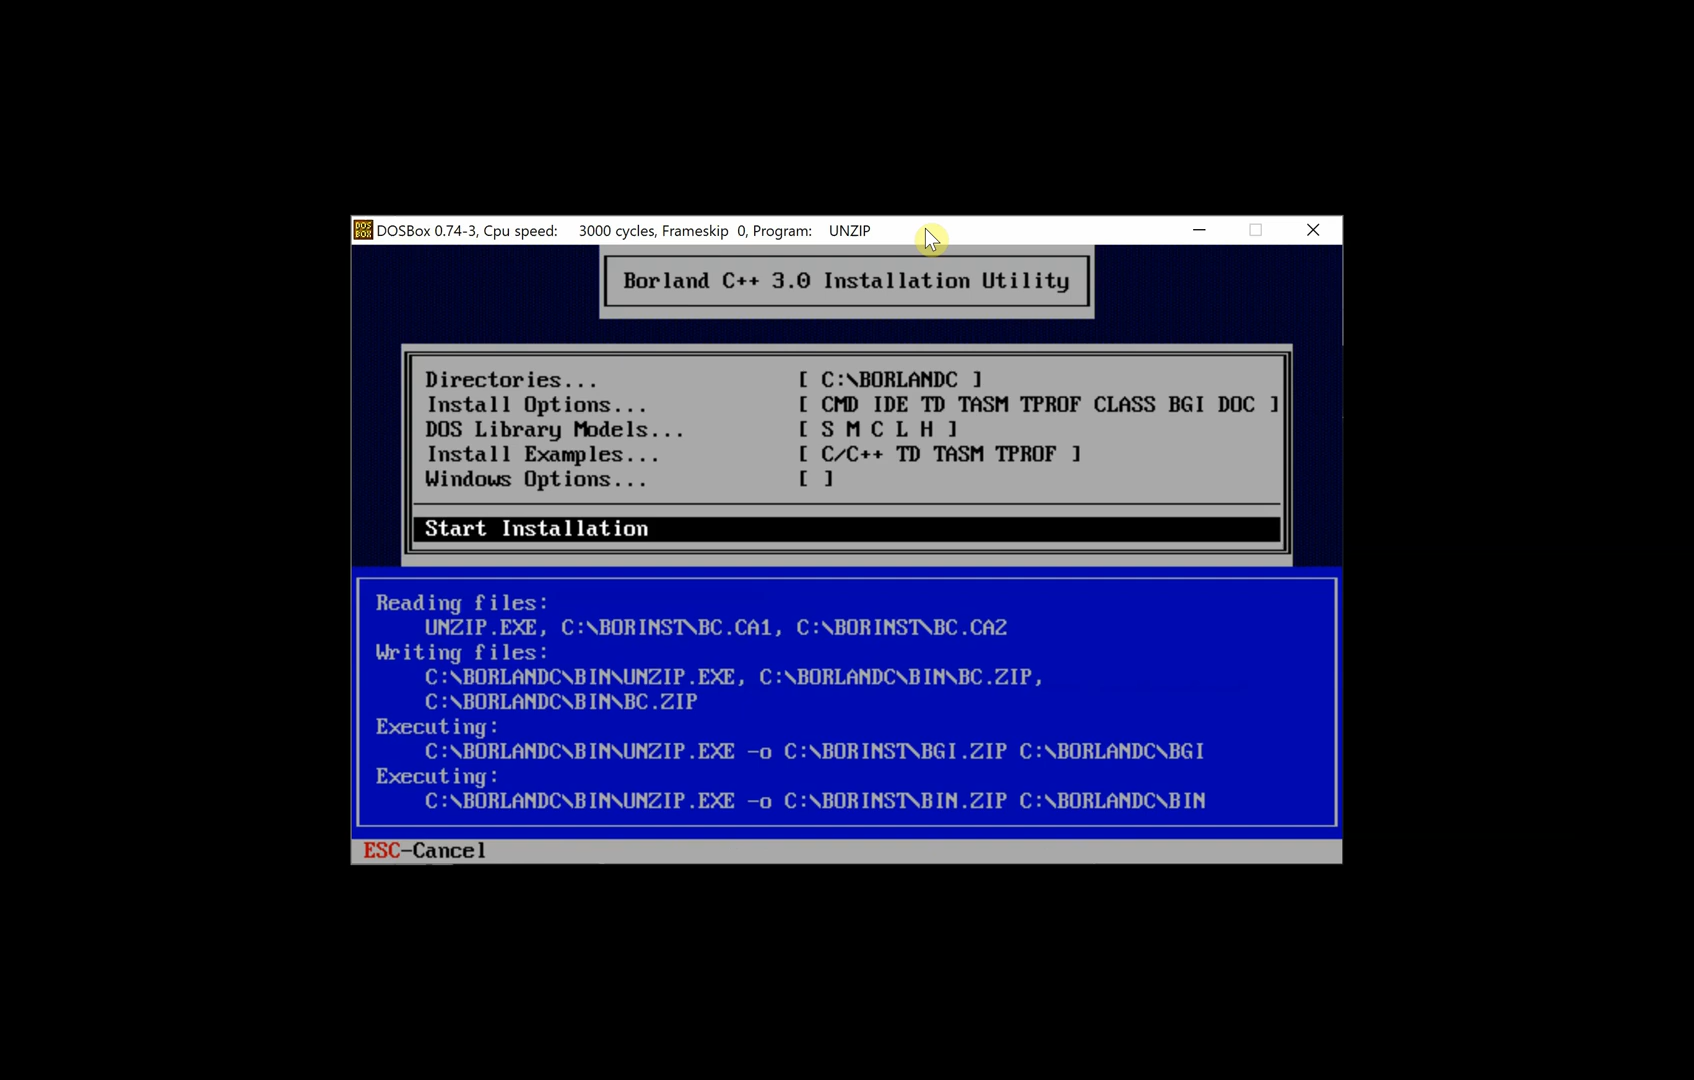 DOSBox 0.74-3, Cpu speed: 3000 cycles, Frameskip 0, Program: UNZIP
Borland C++ 3.0 Installation Utility
Directories... [ C:\BORLANDC ]
Install Options... [ CMD IDE TD TASM TPROF CLASS BGI DOC ]
DOS Library Models... [ S M C L H ]
Install Examples... [ C/C++ TD TASM TPROF ]
Windows Options... [ ]
Start Installation
Reading files:
UNZIP.EXE, C:\BORINST\BC.CA1, C:\BORINST\BC.CA2
Writing files:
C:\BORLANDC\BIN\UNZIP.EXE, C:\BORLANDC\BIN\BC.ZIP,
C:\BORLANDC\BIN\BC.ZIP
Executing:
C:\BORLANDC\BIN\UNZIP.EXE -o C:\BORINST\BGI.ZIP C:\BORLANDC\BGI
Executing:
C:\BORLANDC\BIN\UNZIP.EXE -o C:\BORINST\BIN.ZIP C:\BORLANDC\BIN
ESC-Cancel